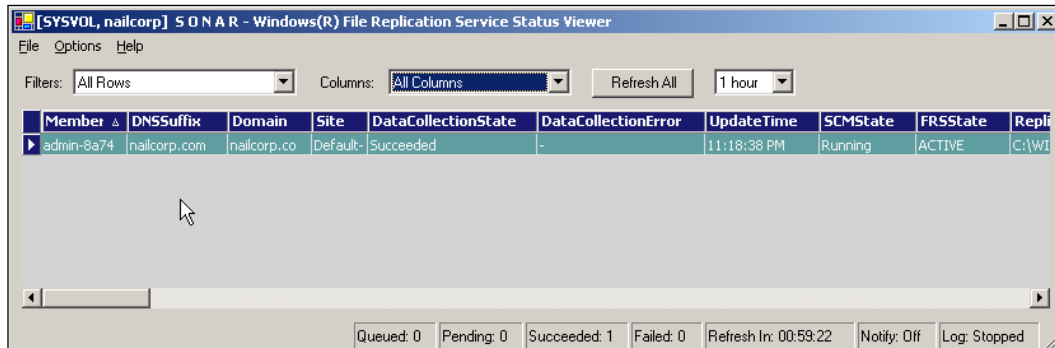 [SYSVOL, nailcorp] S O N A R - Windows(R) File Replication Service Status Viewer
File Options Help
Filters: All Rows Columns: All Columns Refresh All 1 hour
Member DNSSuffix Domain Site DataCollectionState DataCollectionError UpdateTime SCMState FRSState Repli
admin-8a74 nailcorp.com nailcorp.co Default- Succeeded - 11:18:38 PM Running ACTIVE C:\WI
Queued: 0 Pending: 0 Succeeded: 1 Failed: 0 Refresh In: 00:59:22 Notify: Off Log: Stopped